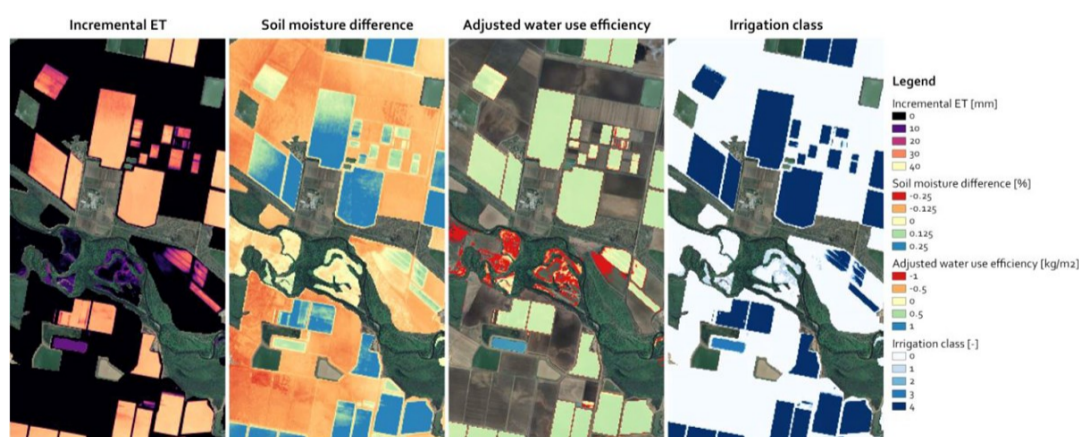 Incremental ET
Soil moisture difference
Adjusted water use efficiency
Irrigation class
Legend
Incremental ET [mm]
0
10
20
30
40
Soil moisture difference [%]
-0.25
-0.125
0
0.125
0.25
Adjusted water use efficiency [kg/m2]
-1
-0.5
0
0.5
1
Irrigation class [-]
0
1
2
3
4